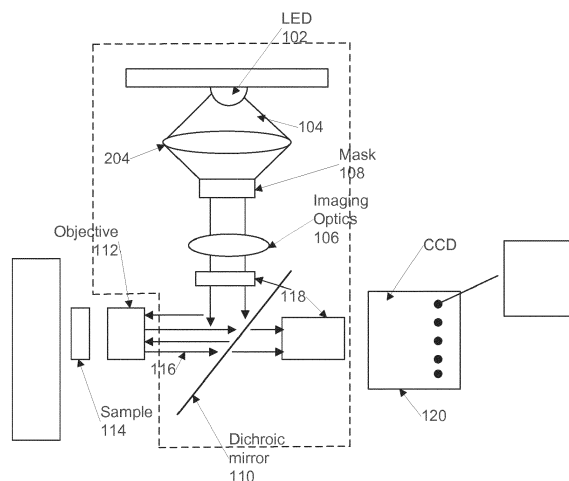 LED
102
104
204
Mask
108
Imaging
Optics
106
Objective
112
CCD
118
116
Sample
114
120
Dichroic
mirror
110